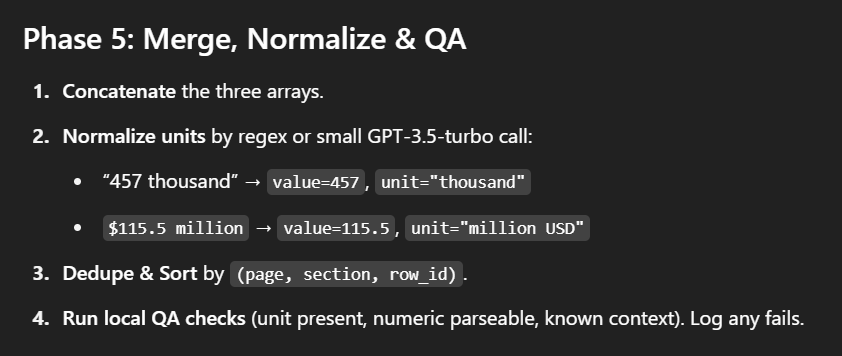 Phase 5: Merge, Normalize & QA
1. Concatenate the three arrays.
2. Normalize units by regex or small GPT-3.5-turbo call:
• “457 thousand” → value=457, unit="thousand"
• $115.5 million → value=115.5, unit="million USD"
3. Dedupe & Sort by (page, section, row_id).
4. Run local QA checks (unit present, numeric parseable, known context). Log any fails.